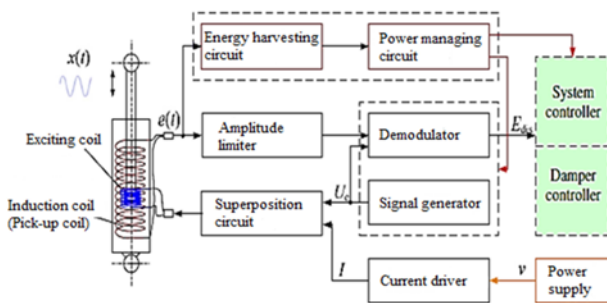 x(t)
Energy harvesting
circuit
Power managing
circuit
e(t)
Exciting coil
Amplitude
limiter
Demodulator
E_dis
System
controller
Induction coil
(Pick-up coil)
Superposition
circuit
U_c
Signal generator
Damper
controller
I
Current driver
v
Power
supply